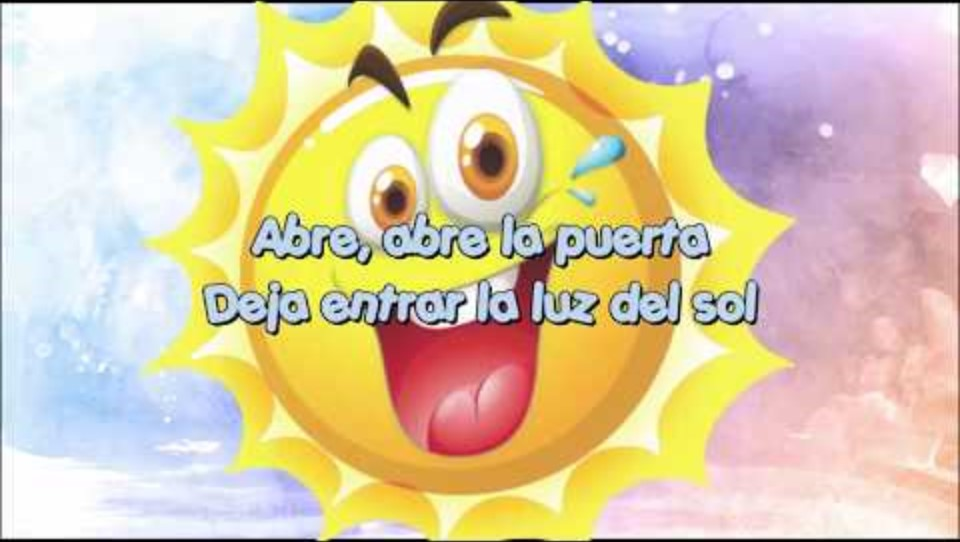 Abre, abre la puerta
Deja entrar la luz del sol